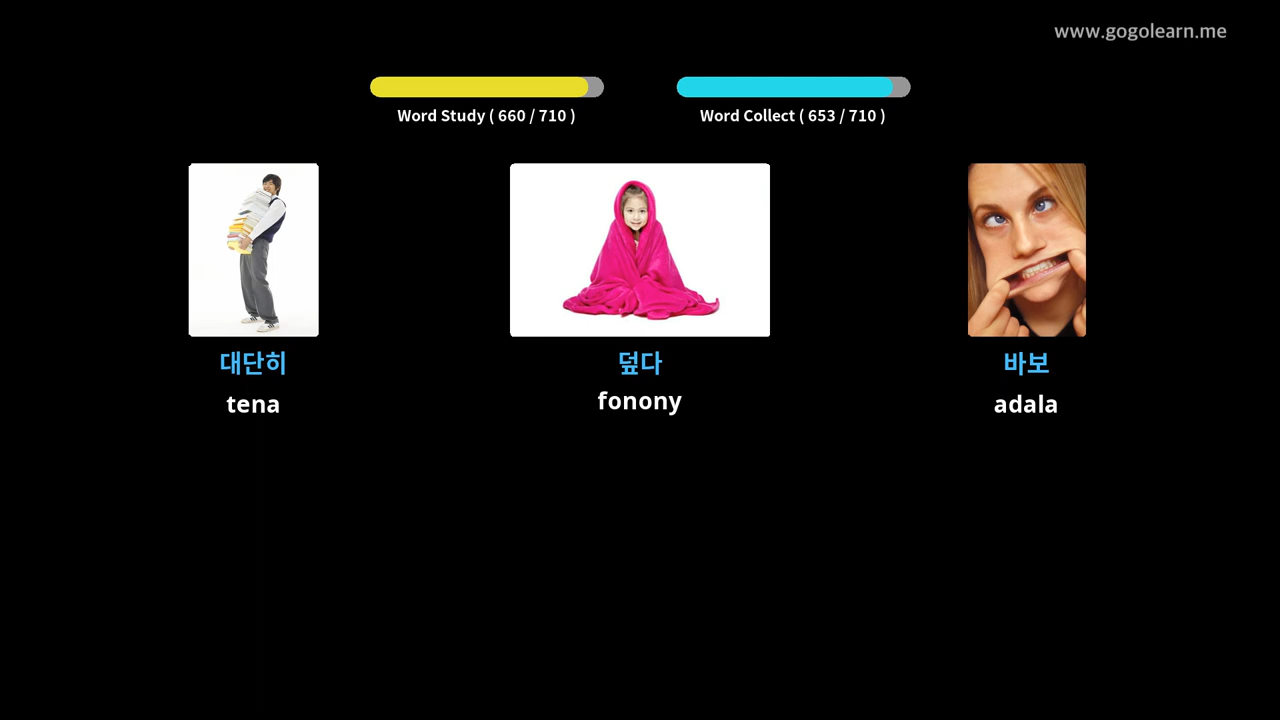 www.gogolearn.me
Word Study ( 660 / 710 )
Word Collect ( 653 / 710 )
대단히
덮다
바보
tena
fonony
adala